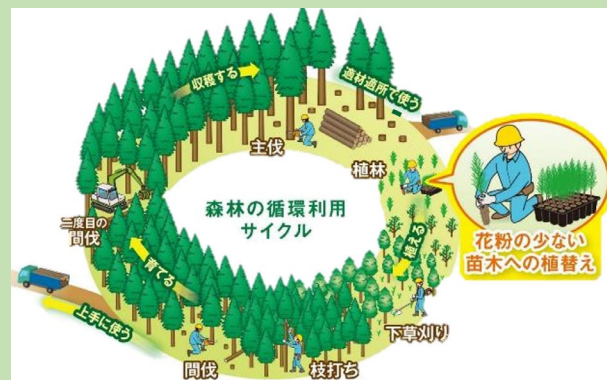 収穫する
適材適所で使う
主伐
植林
森林の循環利用
サイクル
花粉の少ない
苗木への植替え
二度目の
間伐
育てる
植える
上手に使う
下草刈り
間伐
枝打ち